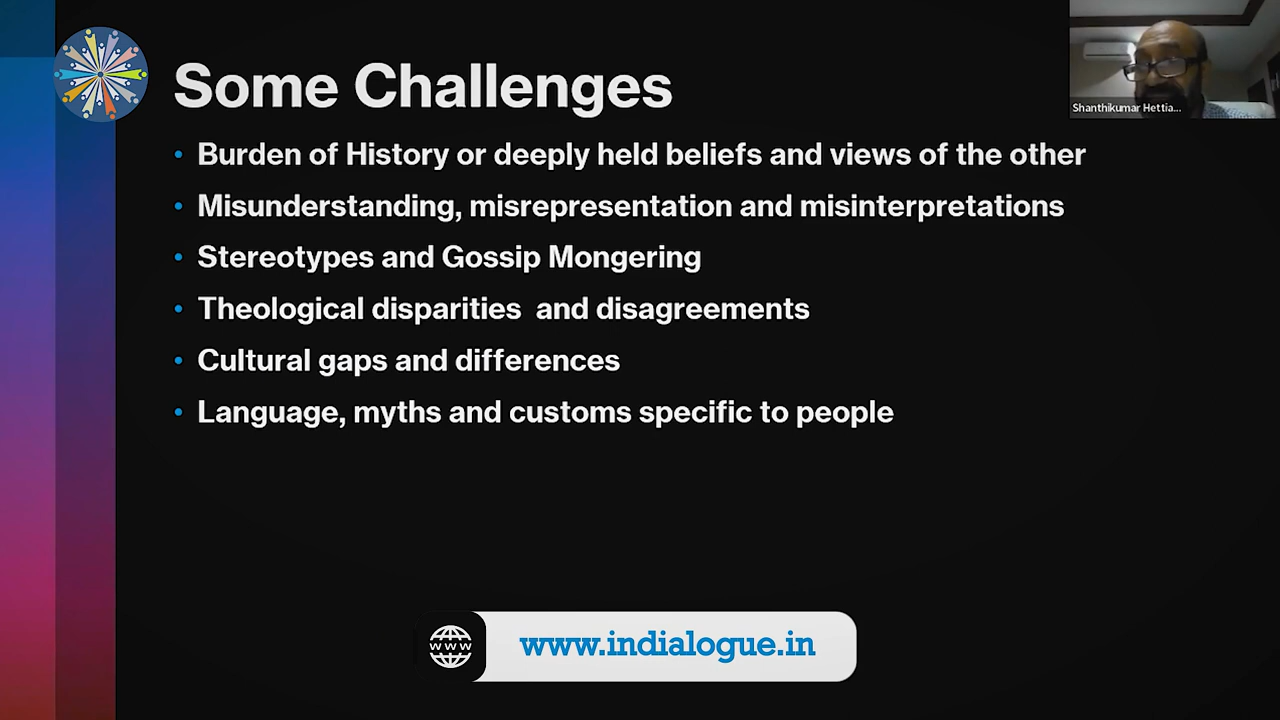 Some Challenges
Shanthikumar Hettia...
• Burden of History or deeply held beliefs and views of the other
• Misunderstanding, misrepresentation and misinterpretations
• Stereotypes and Gossip Mongering
• Theological disparities and disagreements
• Cultural gaps and differences
• Language, myths and customs specific to people
www
www.indialogue.in